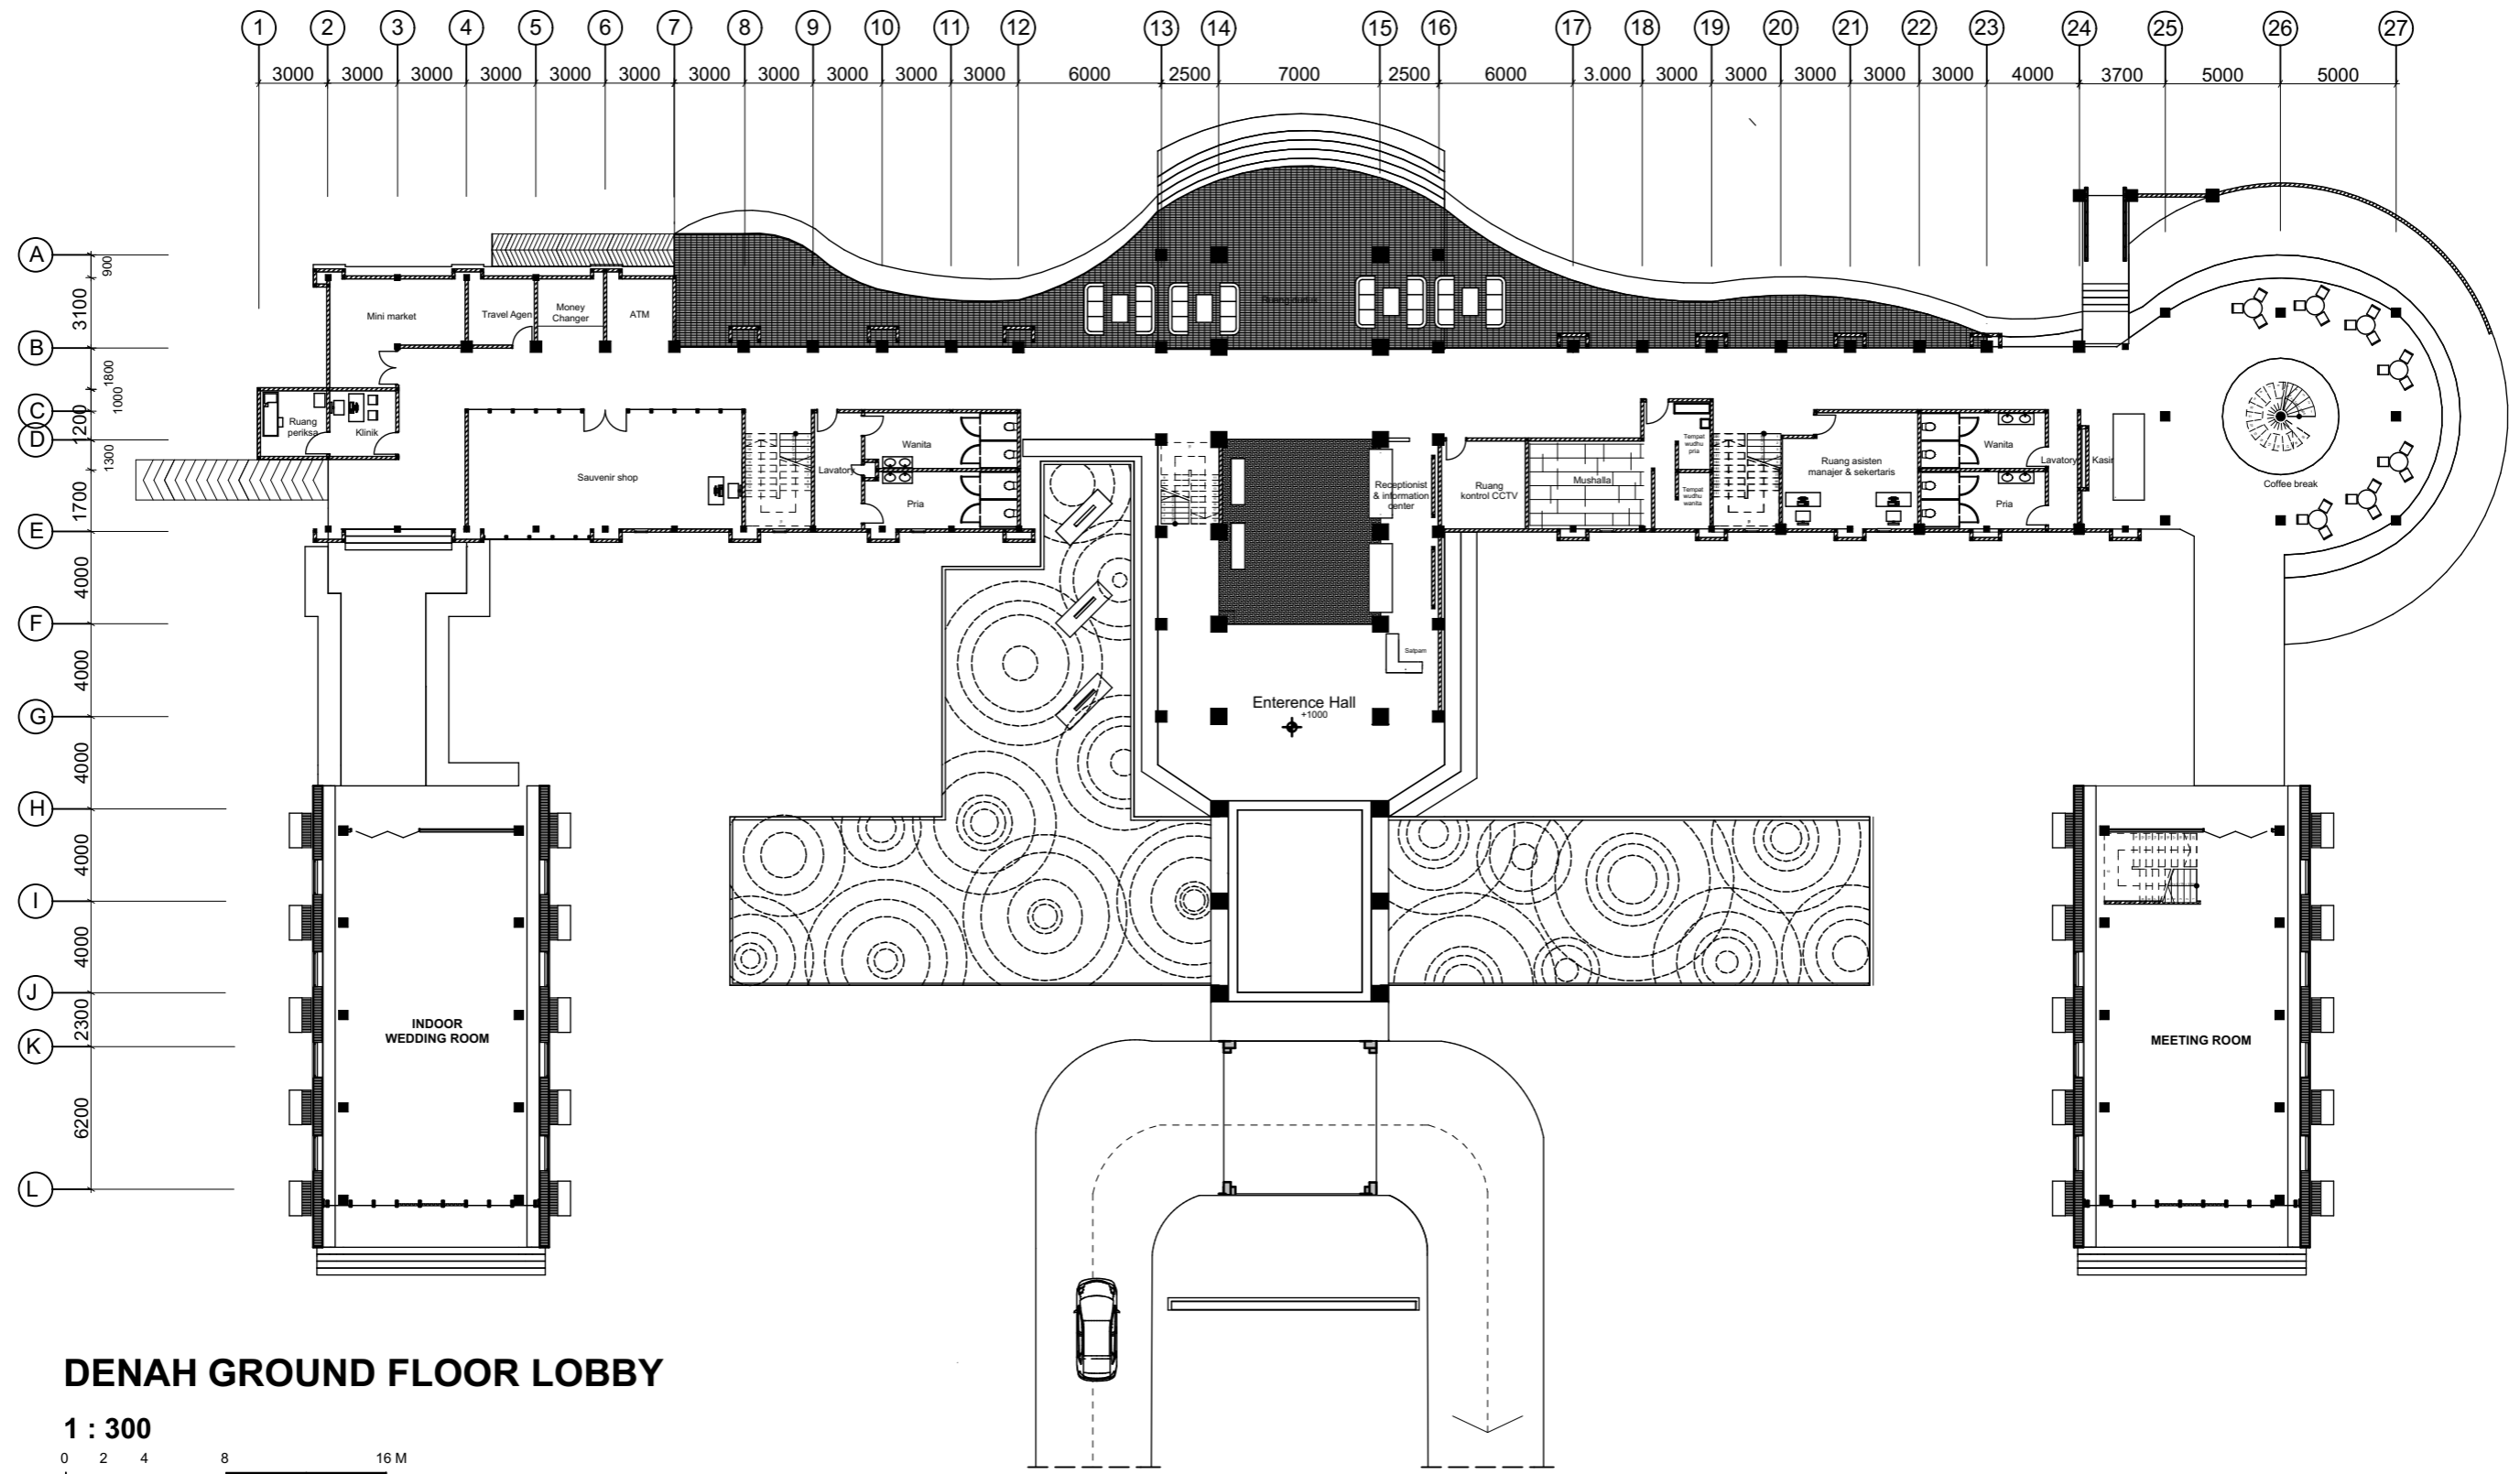 1 2 3 4 5 6 7 8 9 10 11 12 13 14 15 16 17 18 19 20 21 22 23 24 25 26 27
3000 3000 3000 3000 3000 3000 3000 3000 3000 3000 3000 6000 2500 7000 2500 6000 3.000 3000 3000 3000 3000 3000 4000 3700 5000 5000
A
900
3100
B
1800
1000
C
1200
D
1300
1700
E
4000
F
4000
G
4000
H
4000
I
4000
J
2300
K
6200
L
Mini market
Travel Agen
Money
Changer
ATM
Ruang
periksa
Klinik
Sauvenir shop
Lavatory
Wanita
Pria
Receptionist
& information
center
Satpam
Enterence Hall
+1000
Ruang
kontrol CCTV
Mushalla
Tempat
wudhu
pria
Tempat
wudhu
wanita
Ruang asisten
manajer & sekertaris
Wanita
Pria
Lavatory
Kasir
Coffee break
INDOOR
WEDDING ROOM
MEETING ROOM
DENAH GROUND FLOOR LOBBY
1 : 300
0 2 4 8 16 M